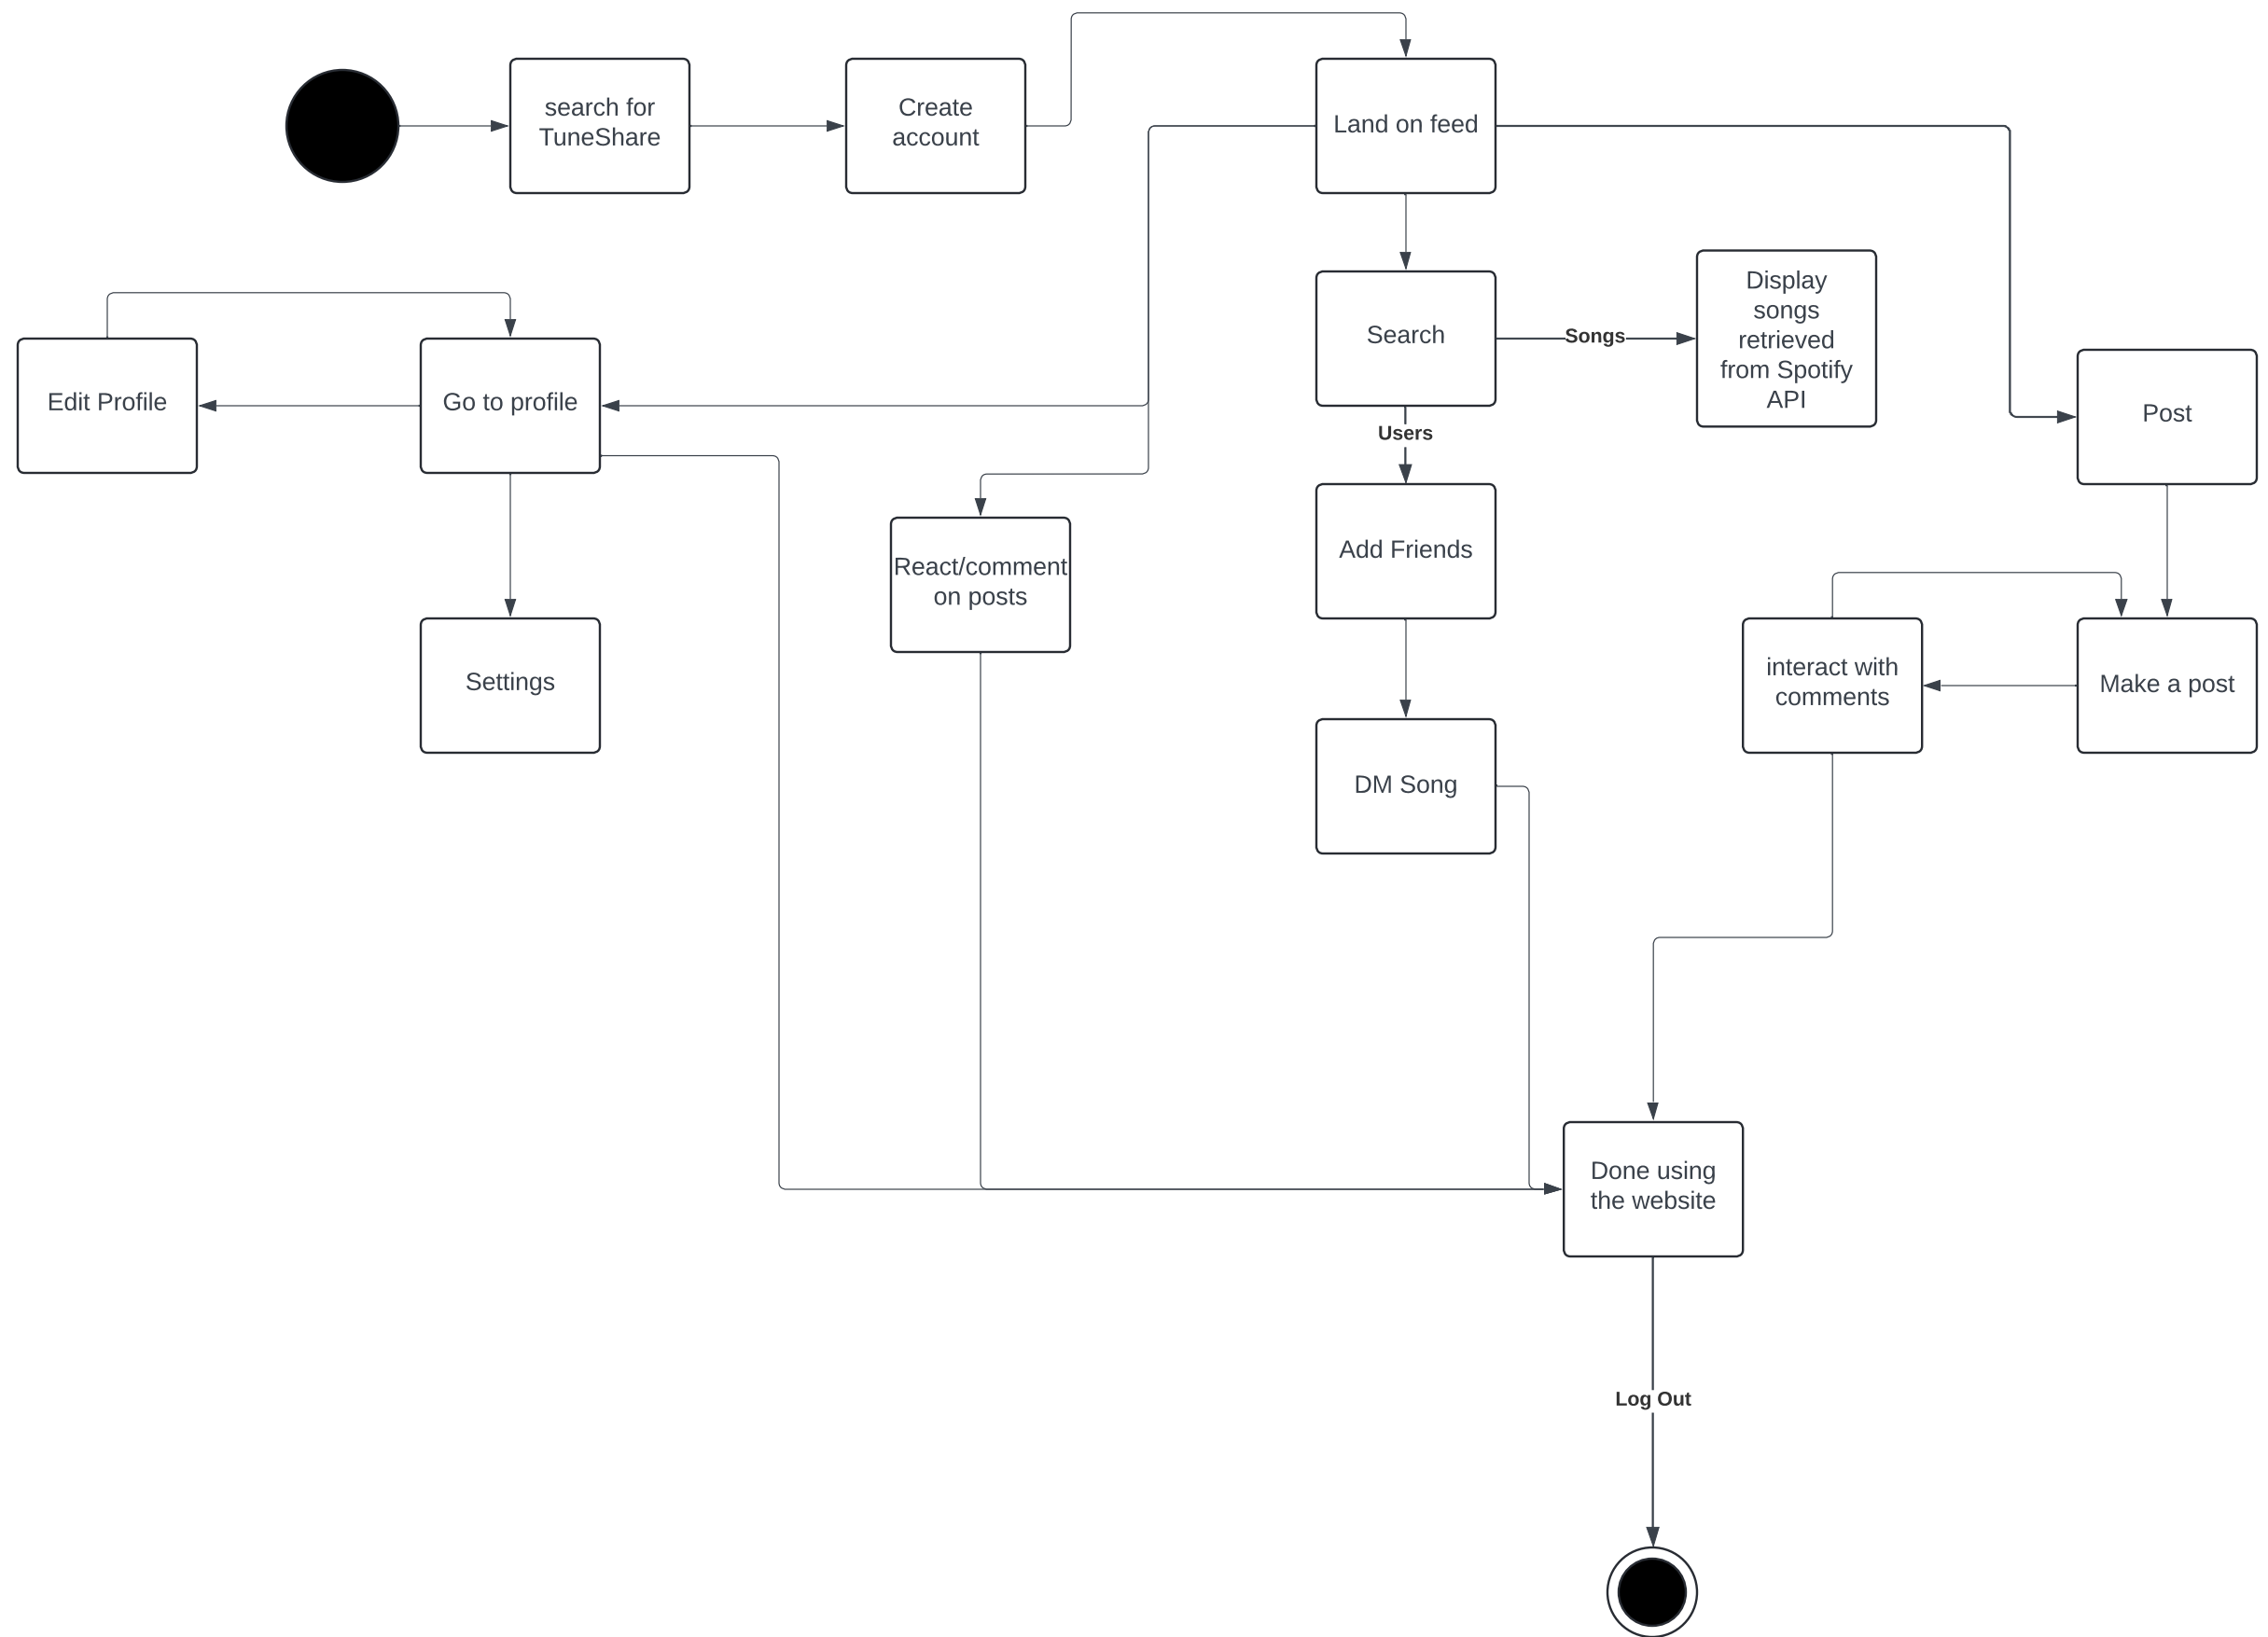 search for
TuneShare
Create
account
Land on feed
Search
Songs
Display
songs
retrieved
from Spotify
API
Edit Profile
Go to profile
Post
Users
Add Friends
React/comment
on posts
Settings
interact with
comments
Make a post
DM Song
Done using
the website
Log Out